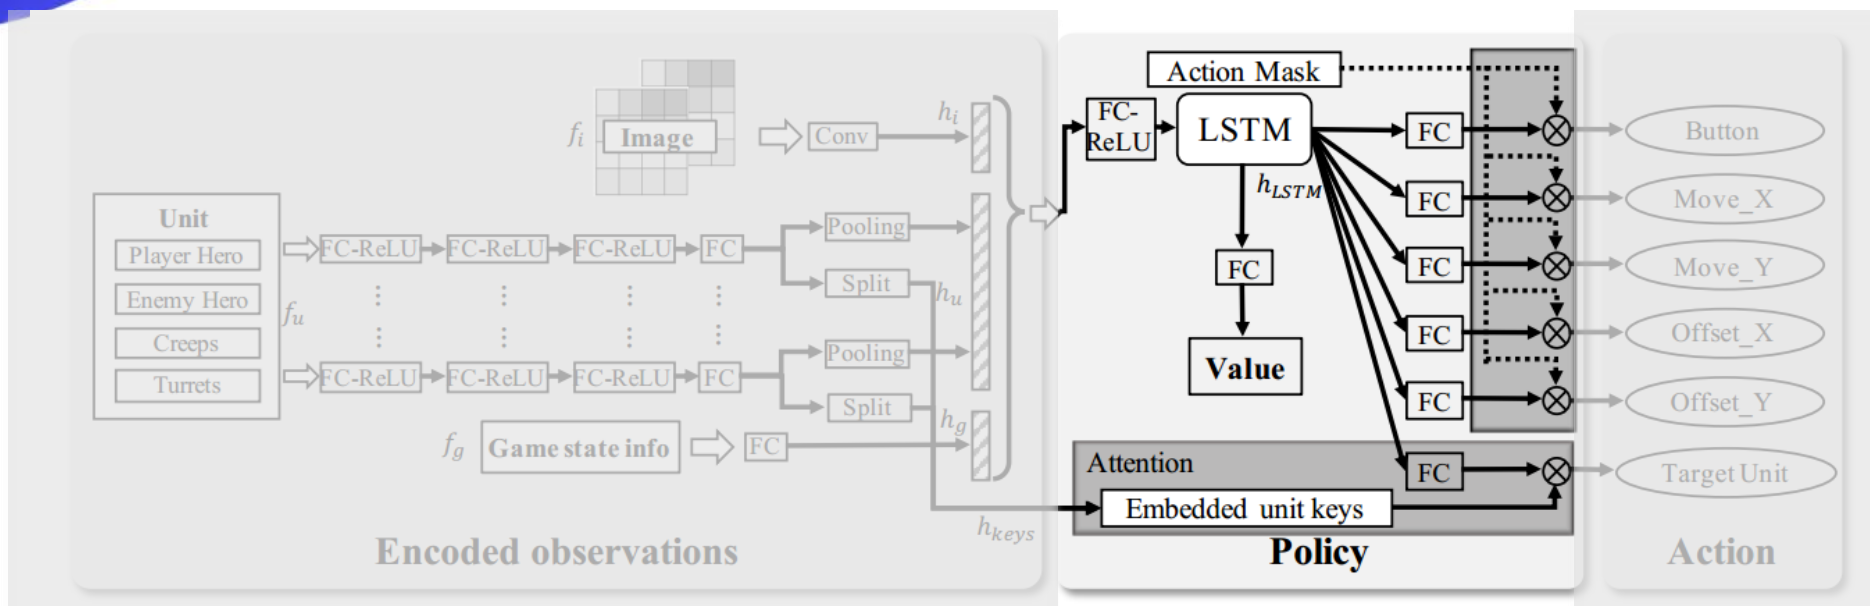 f_i
Image
Conv
h_i
Unit
Player Hero
Enemy Hero
Creeps
Turrets
f_u
FC-ReLU
FC-ReLU
FC-ReLU
FC
Pooling
Split
h_u
FC-ReLU
FC-ReLU
FC-ReLU
FC
Pooling
Split
h_g
f_g
Game state info
FC
h_keys
Encoded observations
Action Mask
FC-
ReLU
LSTM
h_LSTM
FC
Value
FC
FC
FC
FC
FC
Attention
FC
Embedded unit keys
Policy
Button
Move_X
Move_Y
Offset_X
Offset_Y
Target Unit
Action